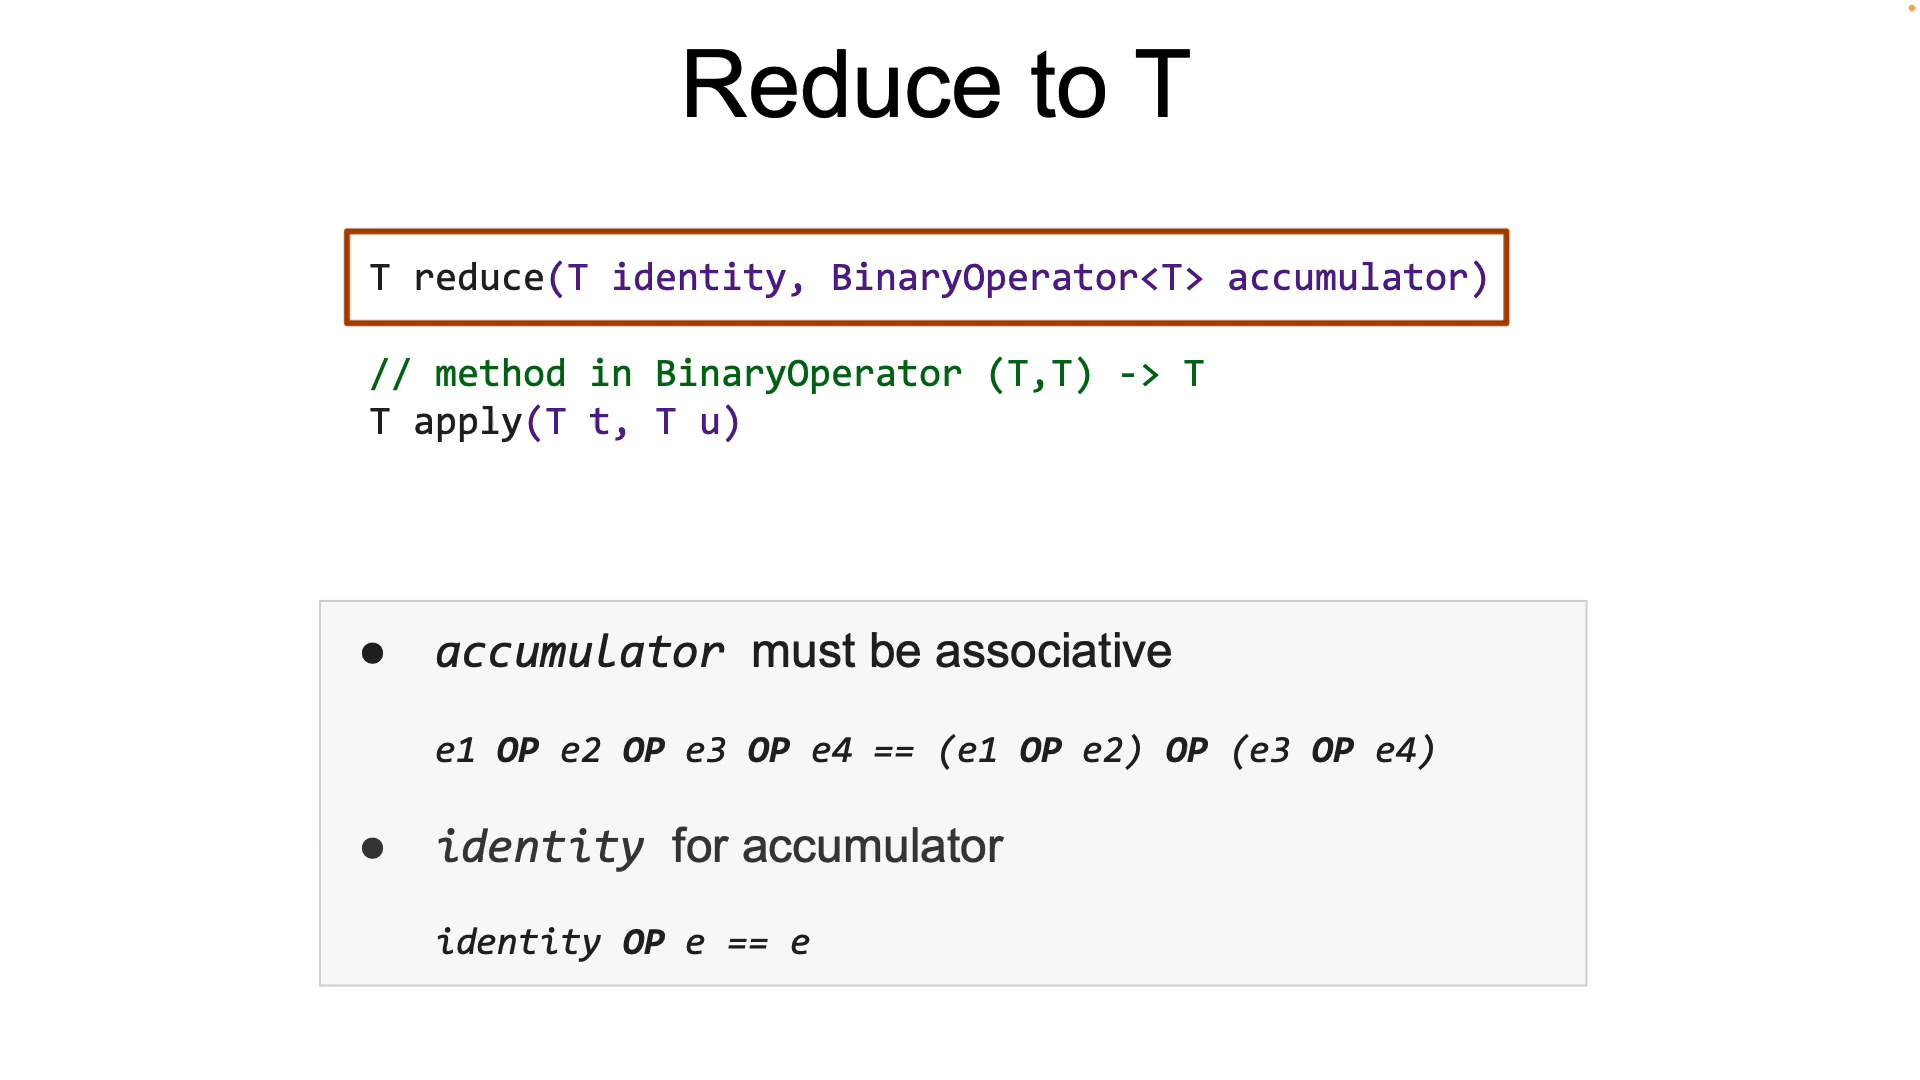 Reduce to T
T reduce(T identity, BinaryOperator<T> accumulator)
// method in BinaryOperator (T,T) -> T
T apply(T t, T u)
● accumulator must be associative
e1 OP e2 OP e3 OP e4 == (e1 OP e2) OP (e3 OP e4)
● identity for accumulator
identity OP e == e